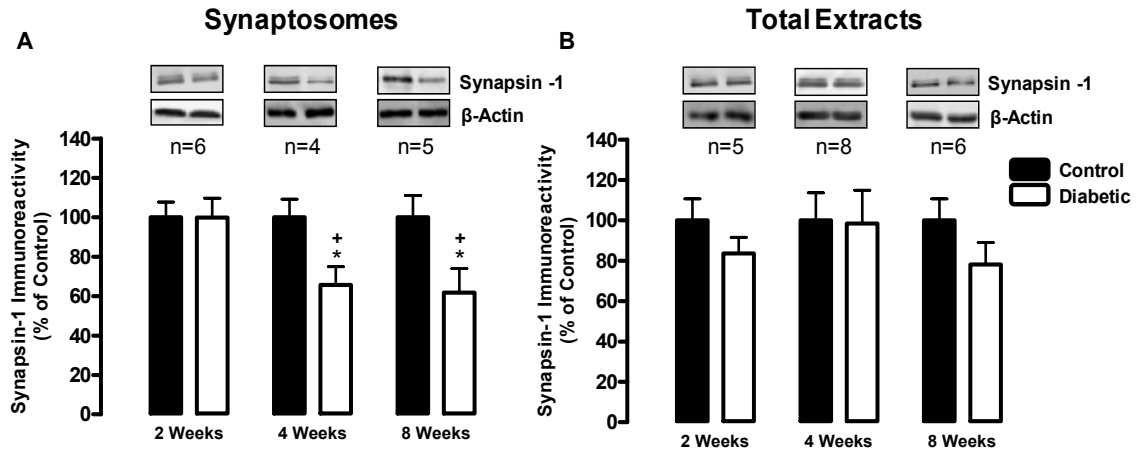 Synaptosomes
A
Synapsin -1
β-Actin
n=6 n=4 n=5
Synapsin-1 Immunoreactivity
(% of Control)
140
120
100
80
60
40
20
0
+
*
+
*
2 Weeks 4 Weeks 8 Weeks
Total Extracts
B
Synapsin -1
β-Actin
n=5 n=8 n=6
Control
Diabetic
Synapsin-1 Immunoreactivity
(% of Control)
140
120
100
80
60
40
20
0
2 Weeks 4 Weeks 8 Weeks